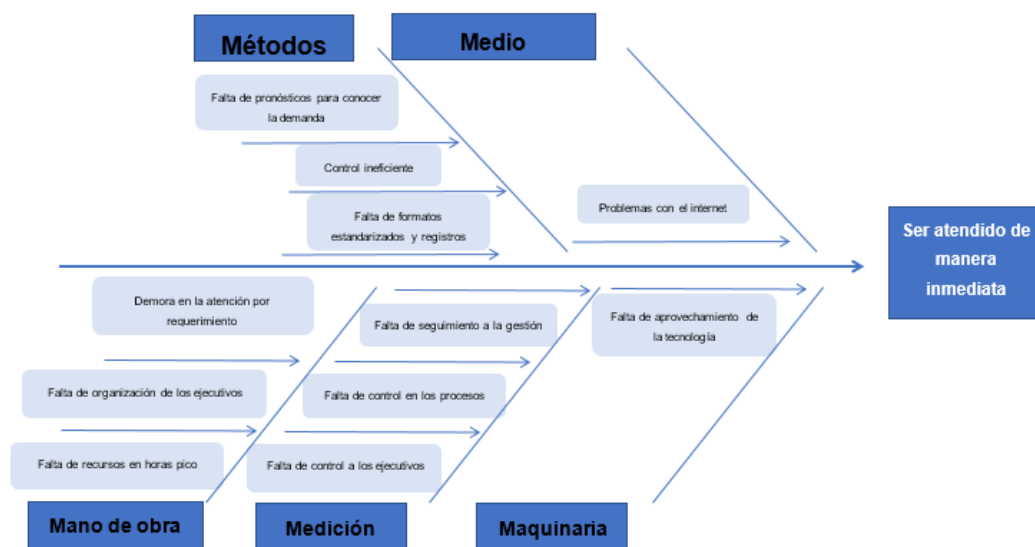 Métodos
Medio
Falta de pronósticos para conocer
la demanda
Control ineficiente
Falta de formatos
estandarizados y registros
Problemas con el internet
Ser atendido de
manera
inmediata
Demora en la atención por
requerimiento
Falta de seguimiento a la gestión
Falta de aprovechamiento de
la tecnología
Falta de organización de los ejecutivos
Falta de control en los procesos
Falta de recursos en horas pico
Falta de control a los ejecutivos
Mano de obra
Medición
Maquinaria